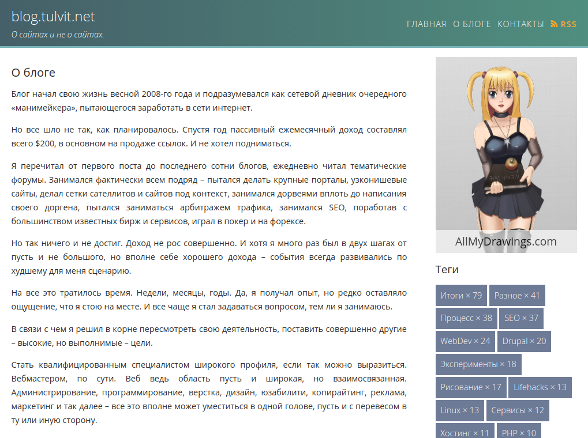 blog.tulvit.net
О сайтах и не о сайтах.
ГЛАВНАЯ О БЛОГЕ КОНТАКТЫ RSS
О блоге
Блог начал свою жизнь весной 2008-го года и подразумевался как сетевой дневник очередного
«манимейкера», пытающегося заработать в сети интернет.
Но все шло не так, как планировалось. Спустя год пассивный ежемесячный доход составлял
всего $200, в основном на продаже ссылок. И не хотел подниматься.
Я перечитал от первого поста до последнего сотни блогов, ежедневно читал тематические
форумы. Занимался фактически всем подряд – пытался делать крупные порталы, узконишевые
сайты, делал сетки сателлитов и сайтов под контекст, занимался дорвеями вплоть до написания
своего доргена, пытался заниматься арбитражем трафика, занимался SEO, поработав с
большинством известных бирж и сервисов, играл в покер и на форексе.
Но так ничего и не достиг. Доход не рос совершенно. И хотя я много раз был в двух шагах от
пусть и не большого, но вполне себе хорошего дохода – события всегда развивались по
худшему для меня сценарию.
На все это тратилось время. Недели, месяцы, годы. Да, я получал опыт, но редко оставляло
ощущение, что я стою на месте. И все чаще я стал задаваться вопросом, тем ли я занимаюсь.
В связи с чем я решил в корне пересмотреть свою деятельность, поставить совершенно другие
– высокие, но выполнимые – цели.
Стать квалифицированным специалистом широкого профиля, если так можно выразиться.
Вебмастером, по сути. Веб ведь область пусть и широкая, но взаимосвязанная.
Администрирование, программирование, верстка, дизайн, юзабилити, копирайтинг, реклама,
маркетинг и так далее – все это вполне может уместиться в одной голове, пусть и с перевесом в
ту или иную сторону.
AllMyDrawings.com
Теги
Итоги × 79 Разное × 41
Процесс × 38 SEO × 37
WebDev × 24 Drupal × 20
Эксперименты × 18
Рисование × 17 Lifehacks × 13
Linux × 13 Сервисы × 12
Хостинг × 11 PHP × 10